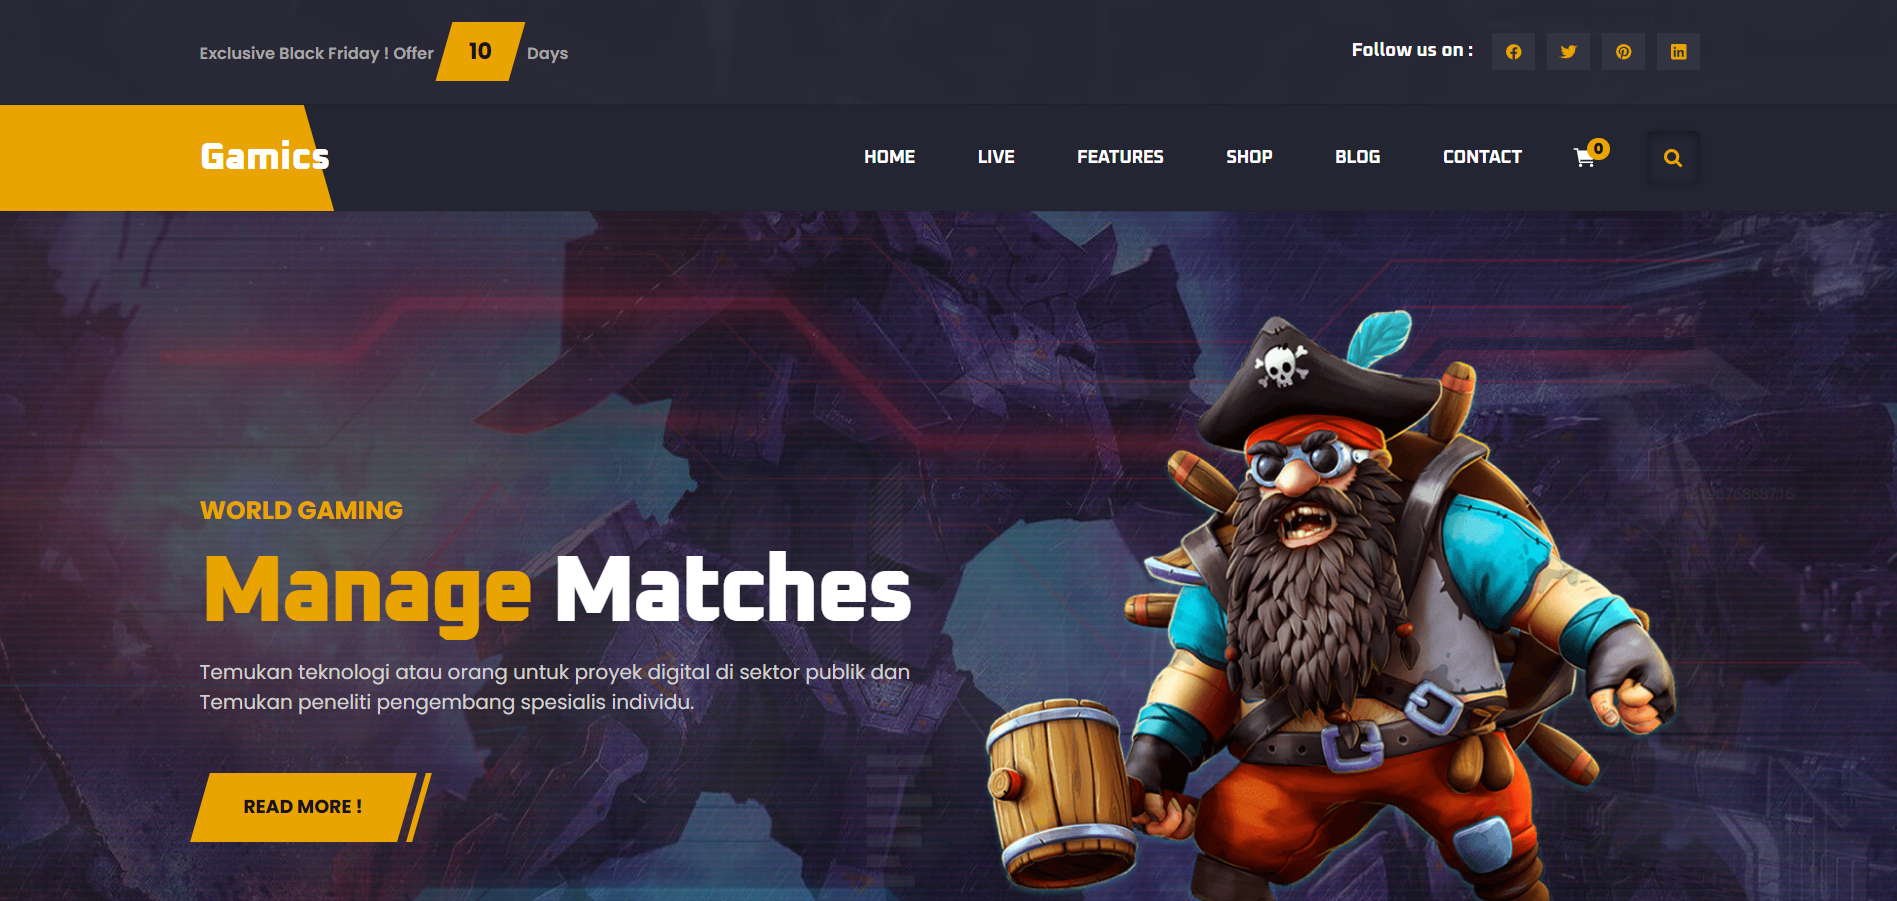 Exclusive Black Friday ! Offer 10 Days
Follow us on :
Gamics
HOME LIVE FEATURES SHOP BLOG CONTACT 0
WORLD GAMING
Manage Matches
Temukan teknologi atau orang untuk proyek digital di sektor publik dan
Temukan peneliti pengembang spesialis individu.
READ MORE !